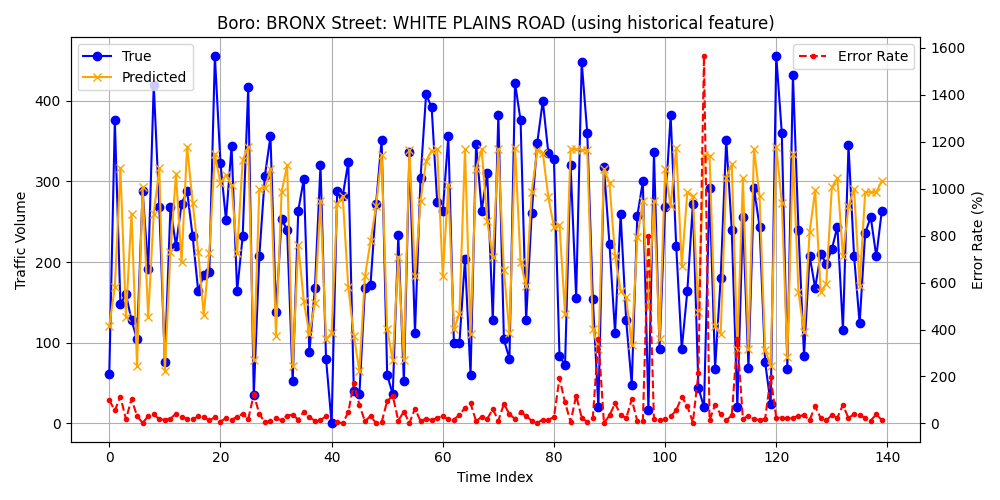 Boro: BRONX Street: WHITE PLAINS ROAD (using historical feature)
True
Predicted
Error Rate
Traffic Volume
400
300
200
100
0
1600
1400
1200
1000
800
600
400
200
0
Error Rate (%)
0 20 40 60 80 100 120 140
Time Index